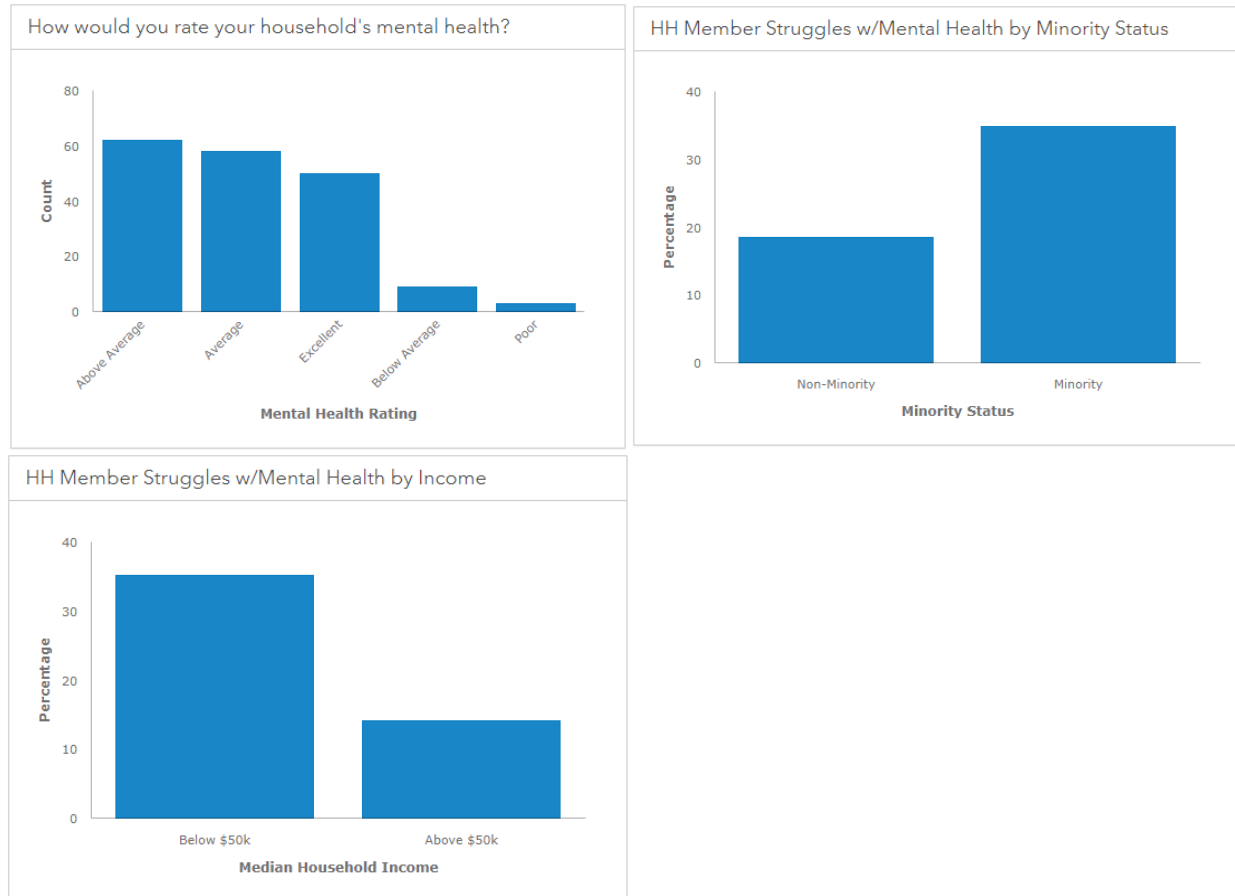 How would you rate your household's mental health?
80
60
40
20
0
Count
Above Average
Average
Excellent
Below Average
Poor
Mental Health Rating
HH Member Struggles w/Mental Health by Minority Status
40
30
20
10
0
Percentage
Non-Minority
Minority
Minority Status
HH Member Struggles w/Mental Health by Income
40
30
20
10
0
Percentage
Below $50k
Above $50k
Median Household Income